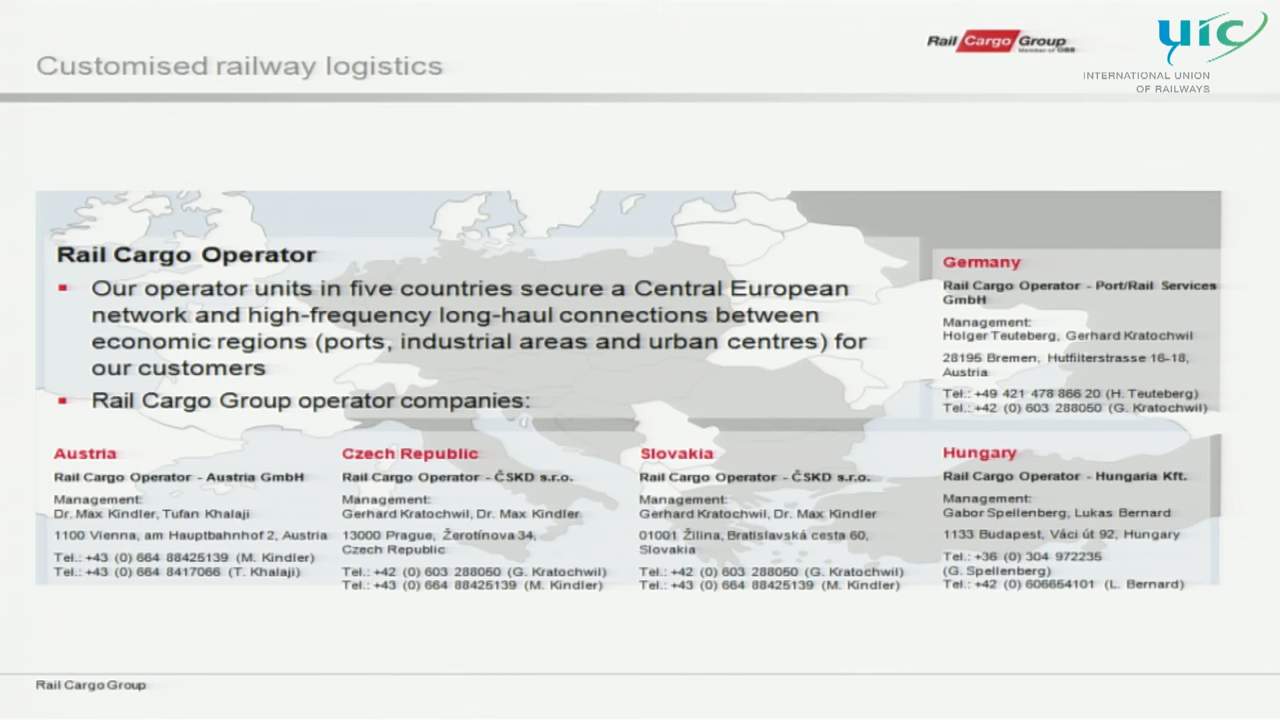 Customised railway logistics
Rail Cargo Group
Member of ÖBB
uic
INTERNATIONAL UNION
OF RAILWAYS
Rail Cargo Operator
Our operator units in five countries secure a Central European
network and high-frequency long-haul connections between
economic regions (ports, industrial areas and urban centres) for
our customers
Rail Cargo Group operator companies:
Germany
Rail Cargo Operator - Port/Rail Services
GmbH
Management:
Holger Teuteberg, Gerhard Kratochwil
28195 Bremen, Hutfilterstrasse 16-18,
Austria
Tel.: +49 421 478 866 20 (H. Teuteberg)
Tel.: +42 (0) 603 288050 (G. Kratochwil)
Austria
Rail Cargo Operator - Austria GmbH
Management:
Dr. Max Kindler, Tufan Khalaji
1100 Vienna, am Hauptbahnhof 2, Austria
Tel.: +43 (0) 664 88425139 (M. Kindler)
Tel.: +43 (0) 664 8417066 (T. Khalaji)
Czech Republic
Rail Cargo Operator - ČSKD s.r.o.
Management:
Gerhard Kratochwil, Dr. Max Kindler
13000 Prague, Žerotínova 34,
Czech Republic
Tel.: +42 (0) 603 288050 (G. Kratochwil)
Tel.: +43 (0) 664 88425139 (M. Kindler)
Slovakia
Rail Cargo Operator - ČSKD s.r.o.
Management:
Gerhard Kratochwil, Dr. Max Kindler
01001 Žilina, Bratislavská cesta 60,
Slovakia
Tel.: +42 (0) 603 288050 (G. Kratochwil)
Tel.: +43 (0) 664 88425139 (M. Kindler)
Hungary
Rail Cargo Operator - Hungaria Kft.
Management:
Gabor Spellenberg, Lukas Bernard
1133 Budapest, Váci út 92, Hungary
Tel.: +36 (0) 304 972235
(G. Spellenberg)
Tel.: +42 (0) 606654101 (L. Bernard)
Rail Cargo Group